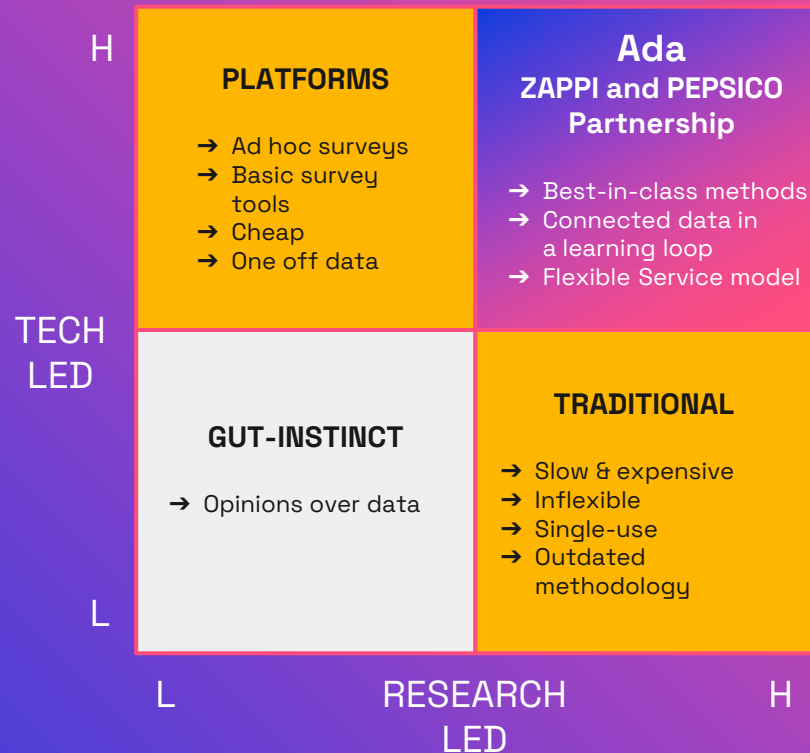 H
PLATFORMS
➔ Ad hoc surveys
➔ Basic survey
tools
➔ Cheap
➔ One off data
Ada
ZAPPI and PEPSICO
Partnership
➔ Best-in-class methods
➔ Connected data in
a learning loop
➔ Flexible Service model
TECH
LED
GUT-INSTINCT
➔ Opinions over data
TRADITIONAL
➔ Slow & expensive
➔ Inflexible
➔ Single-use
➔ Outdated
methodology
L
L
RESEARCH
LED
H